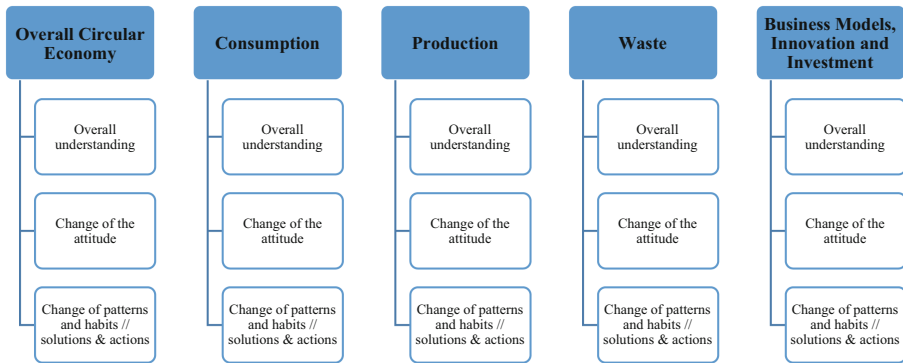 Overall Circular
Economy
Overall
understanding
Change of the
attitude
Change of patterns
and habits //
solutions & actions
Consumption
Overall
understanding
Change of the
attitude
Change of patterns
and habits //
solutions & actions
Production
Overall
understanding
Change of the
attitude
Change of patterns
and habits //
solutions & actions
Waste
Overall
understanding
Change of the
attitude
Change of patterns
and habits //
solutions & actions
Business Models,
Innovation and
Investment
Overall
understanding
Change of the
attitude
Change of patterns
and habits //
solutions & actions